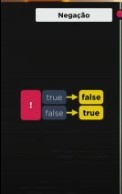 Negação
! true → false
false → true